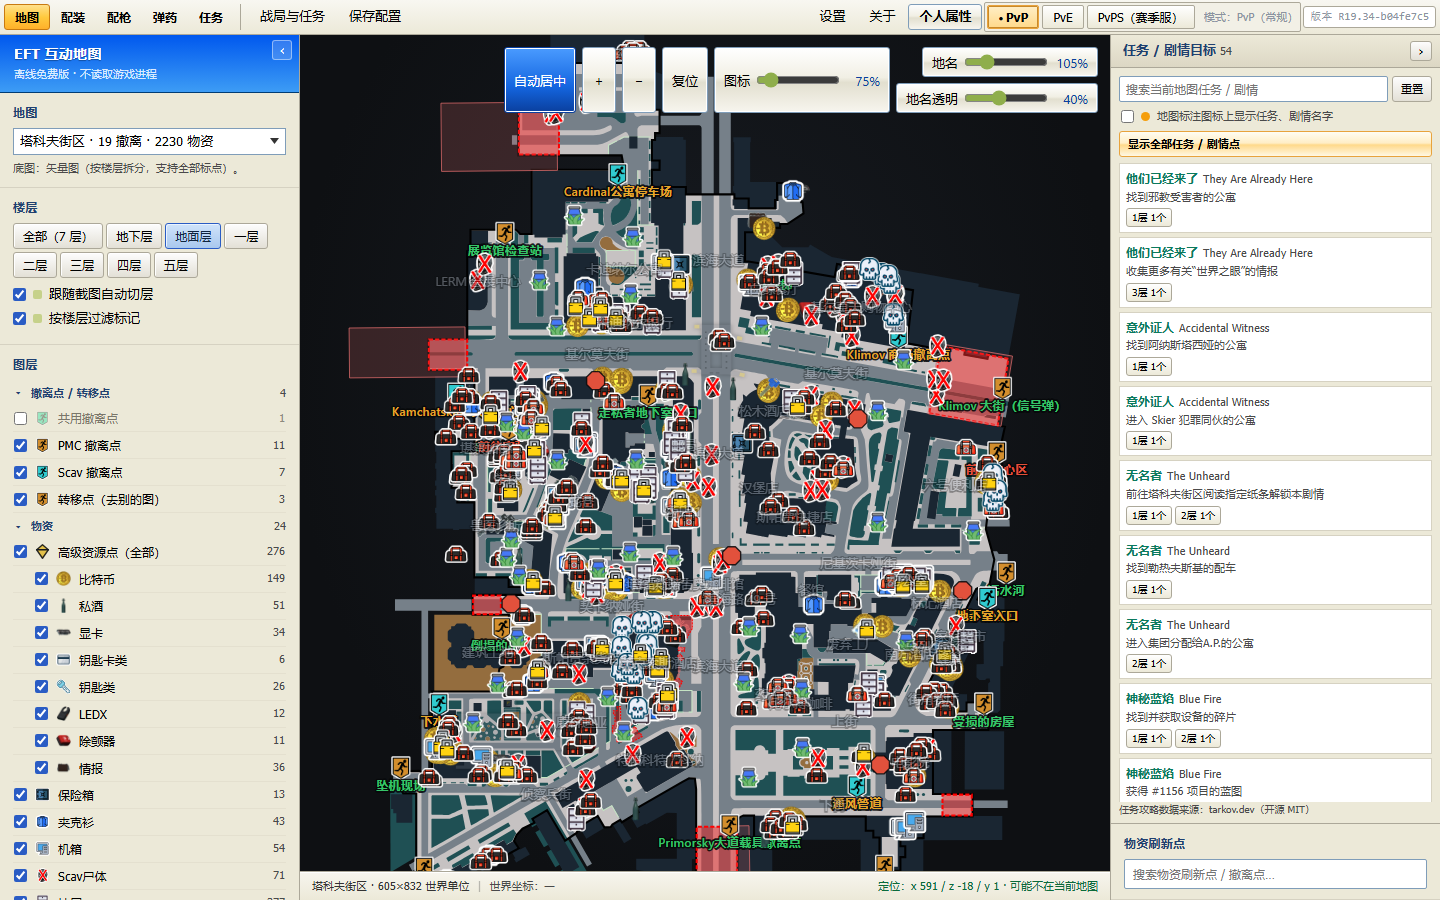 地图 配装 配枪 弹药 任务 战局与任务 保存配置 设置 关于 个人属性 • PvP PvE PvPS（赛季服） 模式：PvP（常规） 版本 R19.34-b04fe7c5
EFT 互动地图
离线免费版 · 不读取游戏进程
地图
塔科夫街区 · 19 撤离 · 2230 物资
底图：矢量图（按楼层拆分，支持全部标点）。
楼层
全部（7 层） 地下层 地面层 一层
二层 三层 四层 五层
跟随截图自动切层
按楼层过滤标记
图层
撤离点 / 转移点 4
共用撤离点 1
PMC 撤离点 11
Scav 撤离点 7
转移点（去别的图） 3
物资 24
高级资源点（全部） 276
比特币 149
私酒 51
显卡 34
钥匙卡类 6
钥匙类 26
LEDX 12
除颤器 11
情报 36
保险箱 13
夹克衫 43
机箱 54
Scav尸体 71
自动居中 + − 复位 图标 75%
地名 105%
地名透明 40%
Cardinal公寓停车场
展览馆检查站
滨海大道
基尔莫大街
基尔莫大街
Klimov 大街（信号弹）
Kamchats
尼基茨卡娅街
地下室入口
上街
受损的房屋
坠机现场
下通风管道
Primorsky大道载具撤离点
塔科夫街区 · 605×832 世界单位 | 世界坐标：—
定位：x 591 / z -18 / y 1 · 可能不在当前地图
任务 / 剧情目标 54
搜索当前地图任务 / 剧情 重置
地图标注图标上显示任务、剧情名字
显示全部任务 / 剧情点
他们已经来了 They Are Already Here
找到邪教受害者的公寓
1层 1个
他们已经来了 They Are Already Here
收集更多有关“世界之眼”的情报
3层 1个
意外证人 Accidental Witness
找到阿纳斯塔西娅的公寓
1层 1个
意外证人 Accidental Witness
进入 Skier 犯罪同伙的公寓
1层 1个
无名者 The Unheard
前往塔科夫街区阅读指定纸条解锁本剧情
1层 1个 2层 1个
无名者 The Unheard
找到勒热夫斯基的配车
1层 1个
无名者 The Unheard
进入集团分配给A.P.的公寓
2层 1个
神秘蓝焰 Blue Fire
找到并获取设备的碎片
1层 1个 2层 1个
神秘蓝焰 Blue Fire
获得 #1156 项目的蓝图
任务攻略数据来源：tarkov.dev（开源 MIT）
物资刷新点
搜索物资刷新点 / 撤离点...